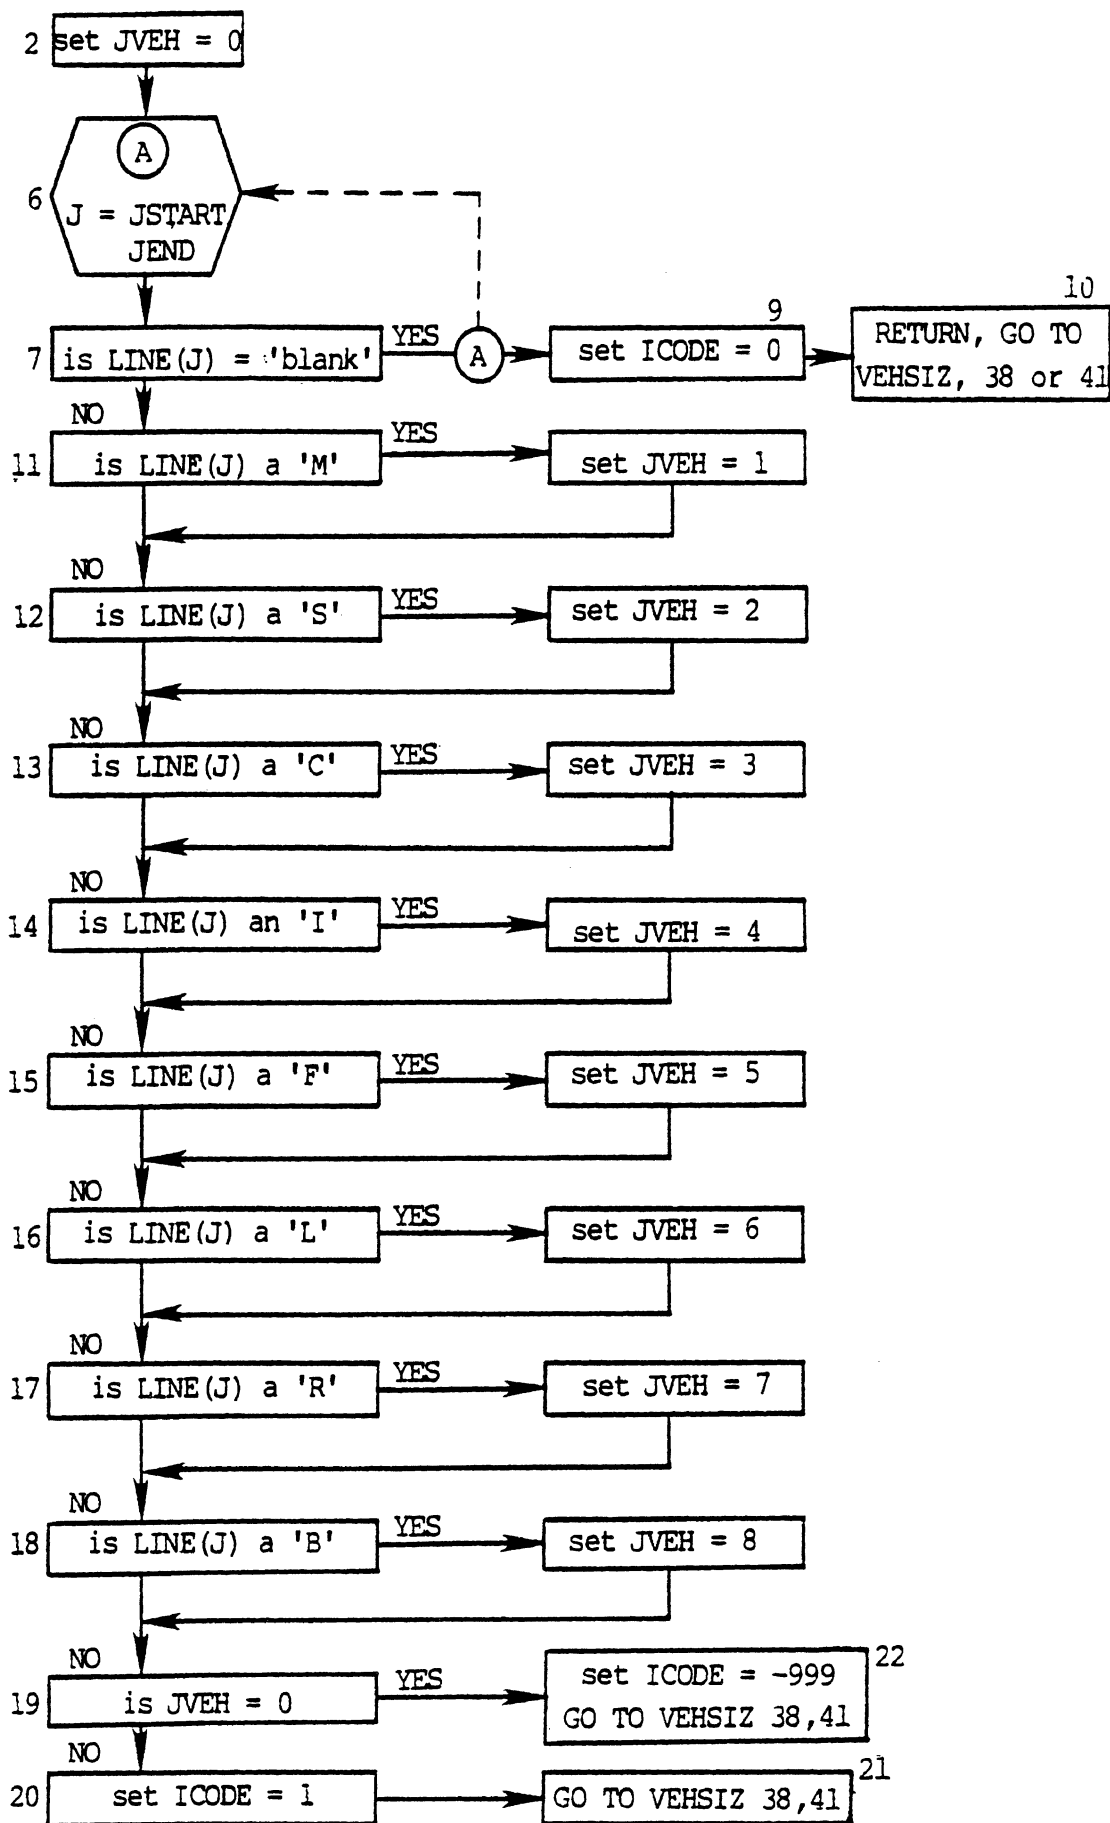 2 set JVEH = 0
A
6 J = JSTART
JEND
7 is LINE(J) = 'blank'
YES
A
9
set ICODE = 0
10
RETURN, GO TO
VEHSIZ, 38 or 41
NO
11 is LINE(J) a 'M'
YES
set JVEH = 1
NO
12 is LINE(J) a 'S'
YES
set JVEH = 2
NO
13 is LINE(J) a 'C'
YES
set JVEH = 3
NO
14 is LINE(J) an 'I'
YES
set JVEH = 4
NO
15 is LINE(J) a 'F'
YES
set JVEH = 5
NO
16 is LINE(J) a 'L'
YES
set JVEH = 6
NO
17 is LINE(J) a 'R'
YES
set JVEH = 7
NO
18 is LINE(J) a 'B'
YES
set JVEH = 8
NO
19 is JVEH = 0
YES
set ICODE = -999
GO TO VEHSIZ 38,41
22
NO
20 set ICODE = 1
GO TO VEHSIZ 38,41
21